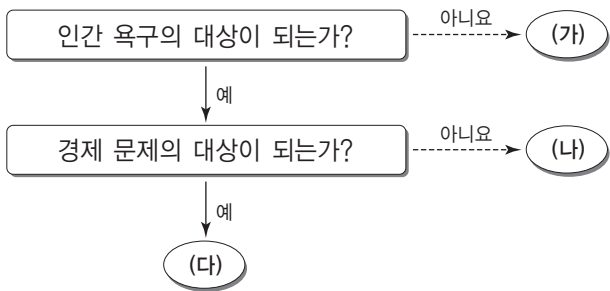 인간 욕구의 대상이 되는가?
아니요
(가)
예
경제 문제의 대상이 되는가?
아니요
(나)
예
(다)